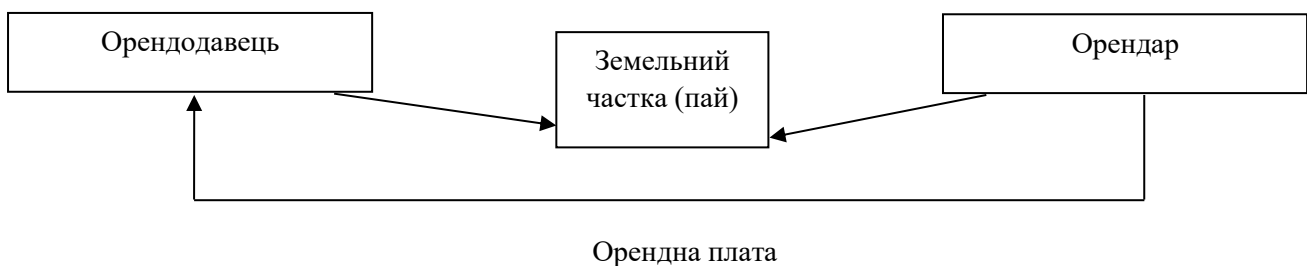 Орендодавець
Земельний
частка (пай)
Орендар
Орендна плата